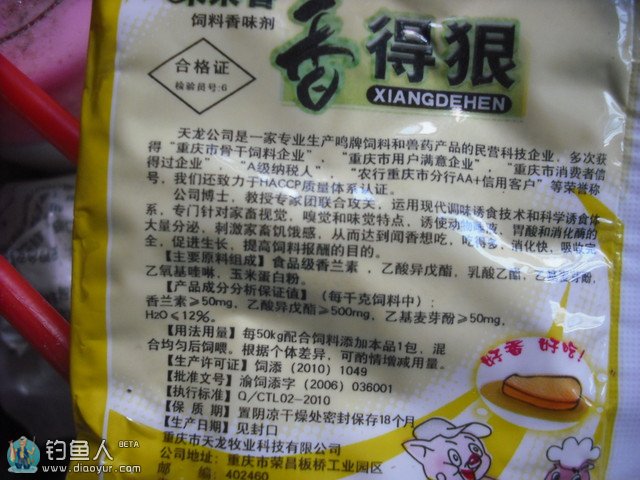 饲料香味剂
香得狠
XIANGDEHEN
合格证
检验员号:6
天龙公司是一家专业生产鸣牌饲料和兽药产品的民营科技企业，多次获
得"重庆市骨干饲料企业"、"重庆市用户满意企业"、"重庆市消费者信
得过企业"、"A级纳税人"、"农行重庆市分行AA+信用客户"等荣誉称
号，我们还致力于HACCP质量体系认证。
公司博士，教授专家团联合攻关，运用现代调味诱食技术和科学诱食体
系，专门针对家畜视觉，嗅觉和味觉特点，诱使动物唾液，胃酸和消化酶的
大量分泌，刺激家畜饥饿感，从而达到闻香想吃，吃得多，消化快，吸收完
全，促进生长，提高饲料报酬的目的。
【主要原料组成】食品级香兰素，乙酸异戊酯，乳酸乙酯，乙基麦芽酚，
乙氧基喹啉，玉米蛋白粉。
【产品成分分析保证值】（每千克饲料中）：
香兰素≥50mg，乙酸异戊酯≥500mg，乙基麦芽酚≥50mg，
H2O≤12%。
【用法用量】每50kg配合饲料添加本品1包，混
合均匀后饲喂。根据个体差异，可酌情增减用量。
【生产许可证】饲添（2010）1049
【批准文号】渝饲添字（2006）036001
【执行标准】Q/CTL02-2010
【保 质 期】置阴凉干燥处密封保存18个月
【生产日期】见封口
重庆市天龙牧业科技有限公司
公司地址：重庆市荣昌板桥工业园区
邮 编：402460
好香 好吃!
钓鱼人 BETA
www.diaoyur.com